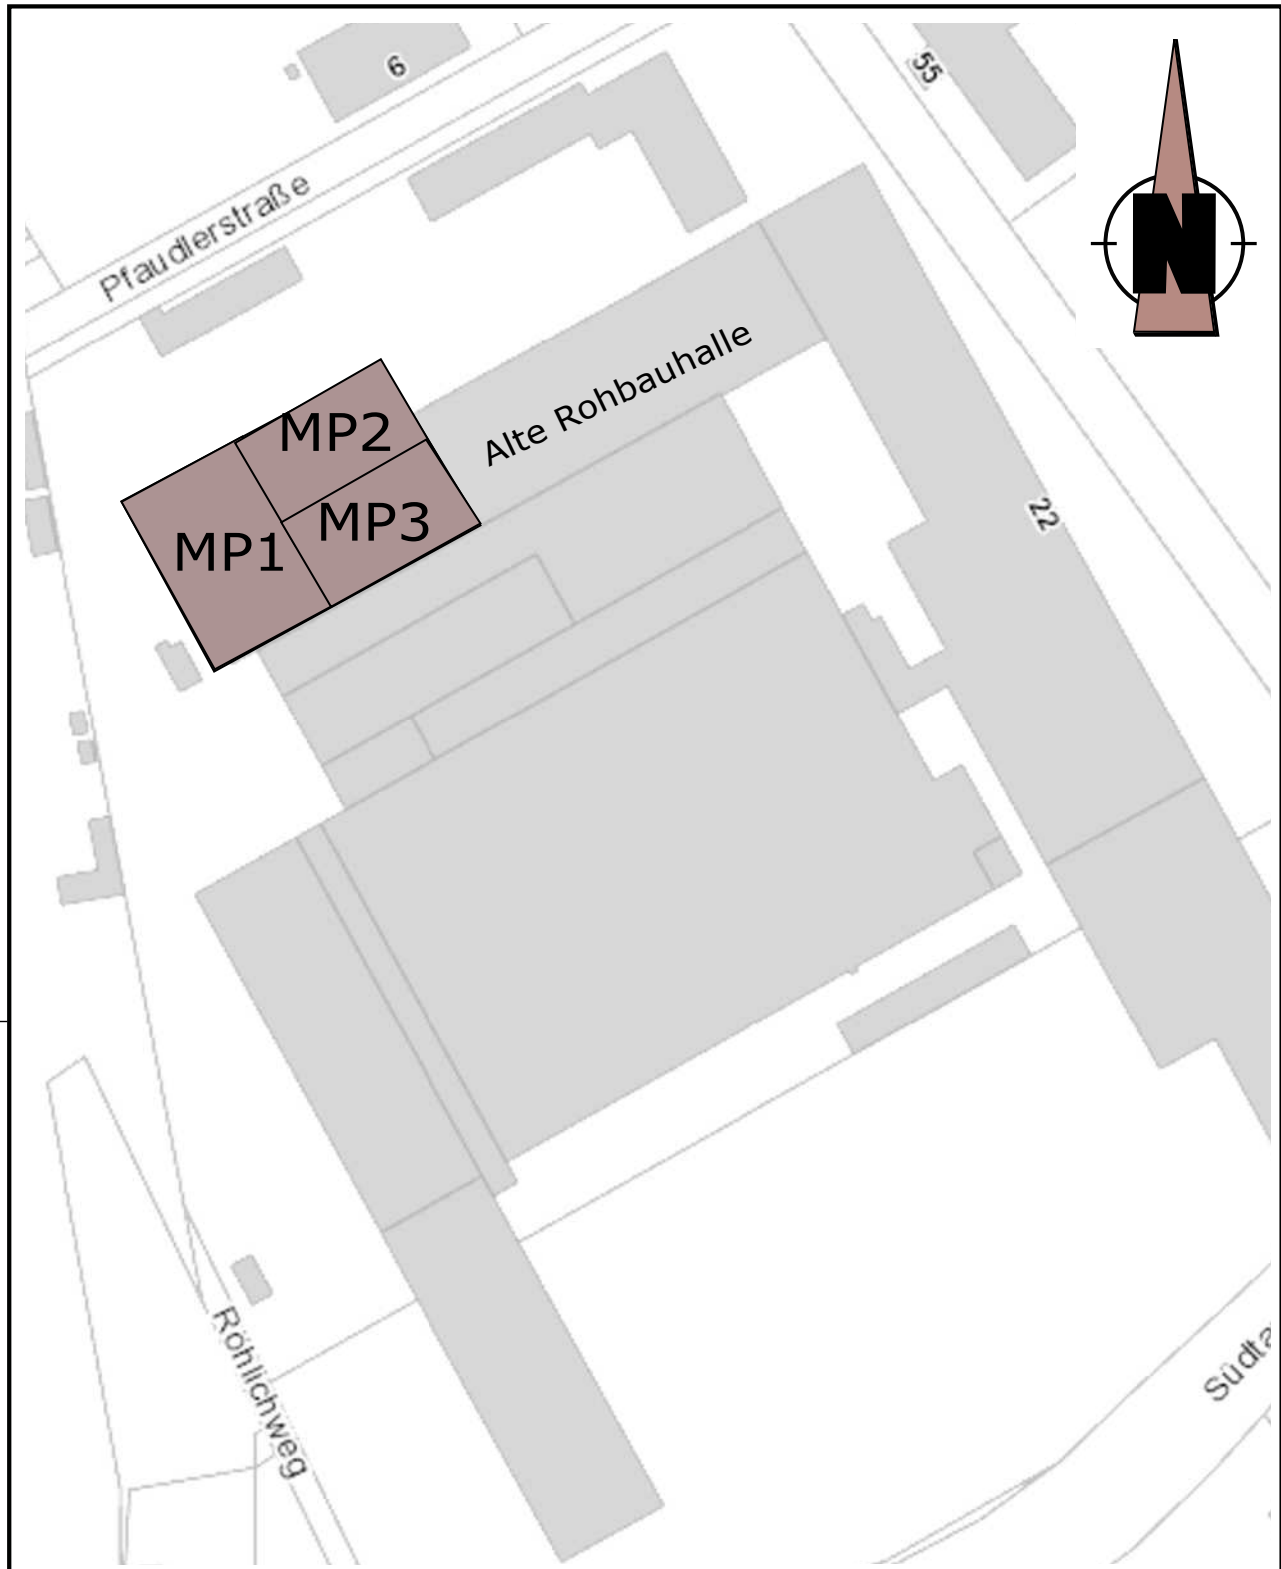 6
55
N
Pfaudlerstraße
Alte Rohbauhalle
MP2
MP3
MP1
22
Röhlichweg
Südta